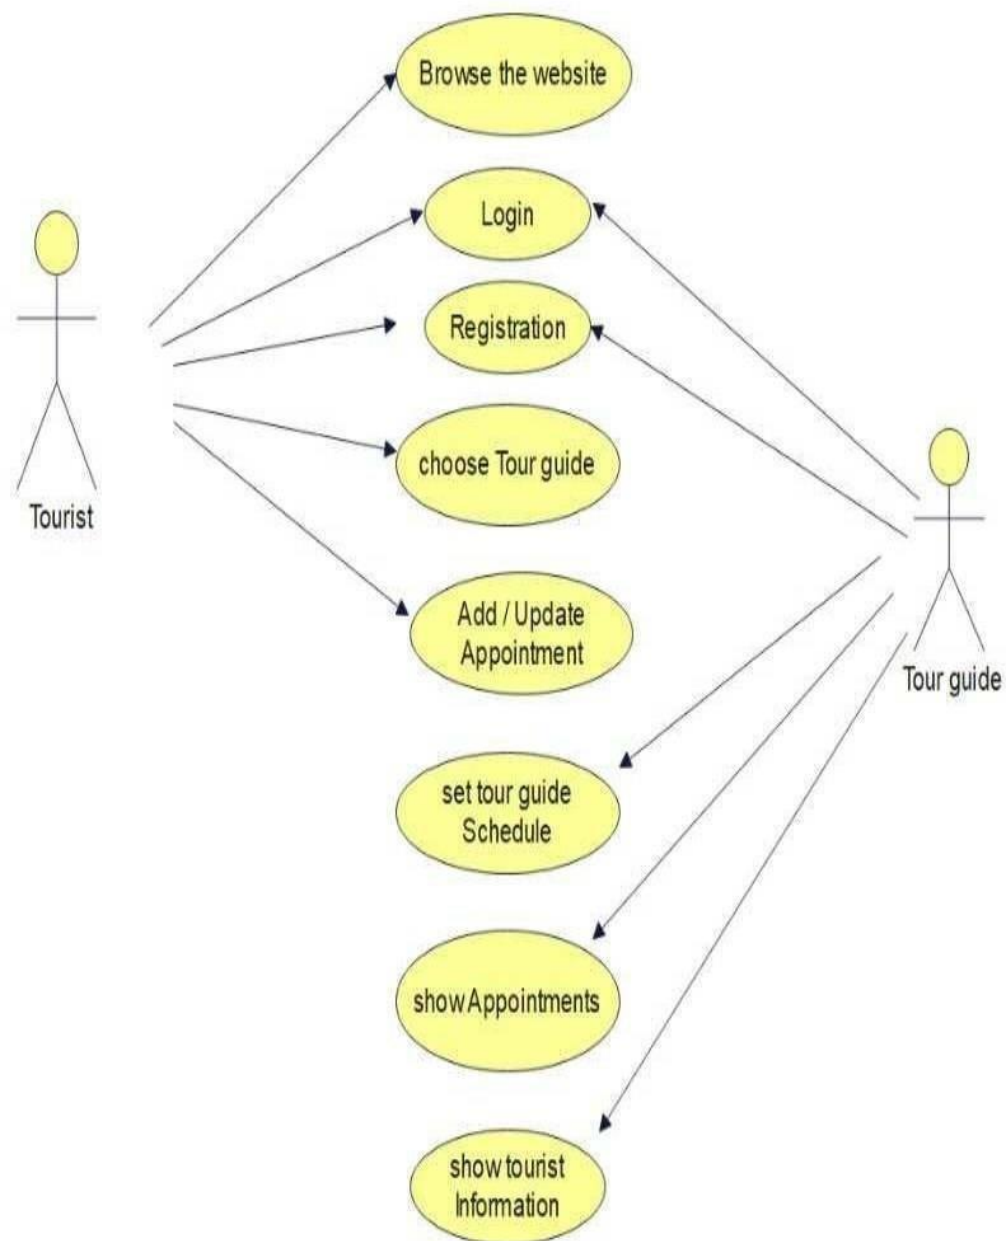 Browse the website
Login
Registration
choose Tour guide
Tourist
Add / Update
Appointment
Tour guide
set tour guide
Schedule
show Appointments
show tourist
Information